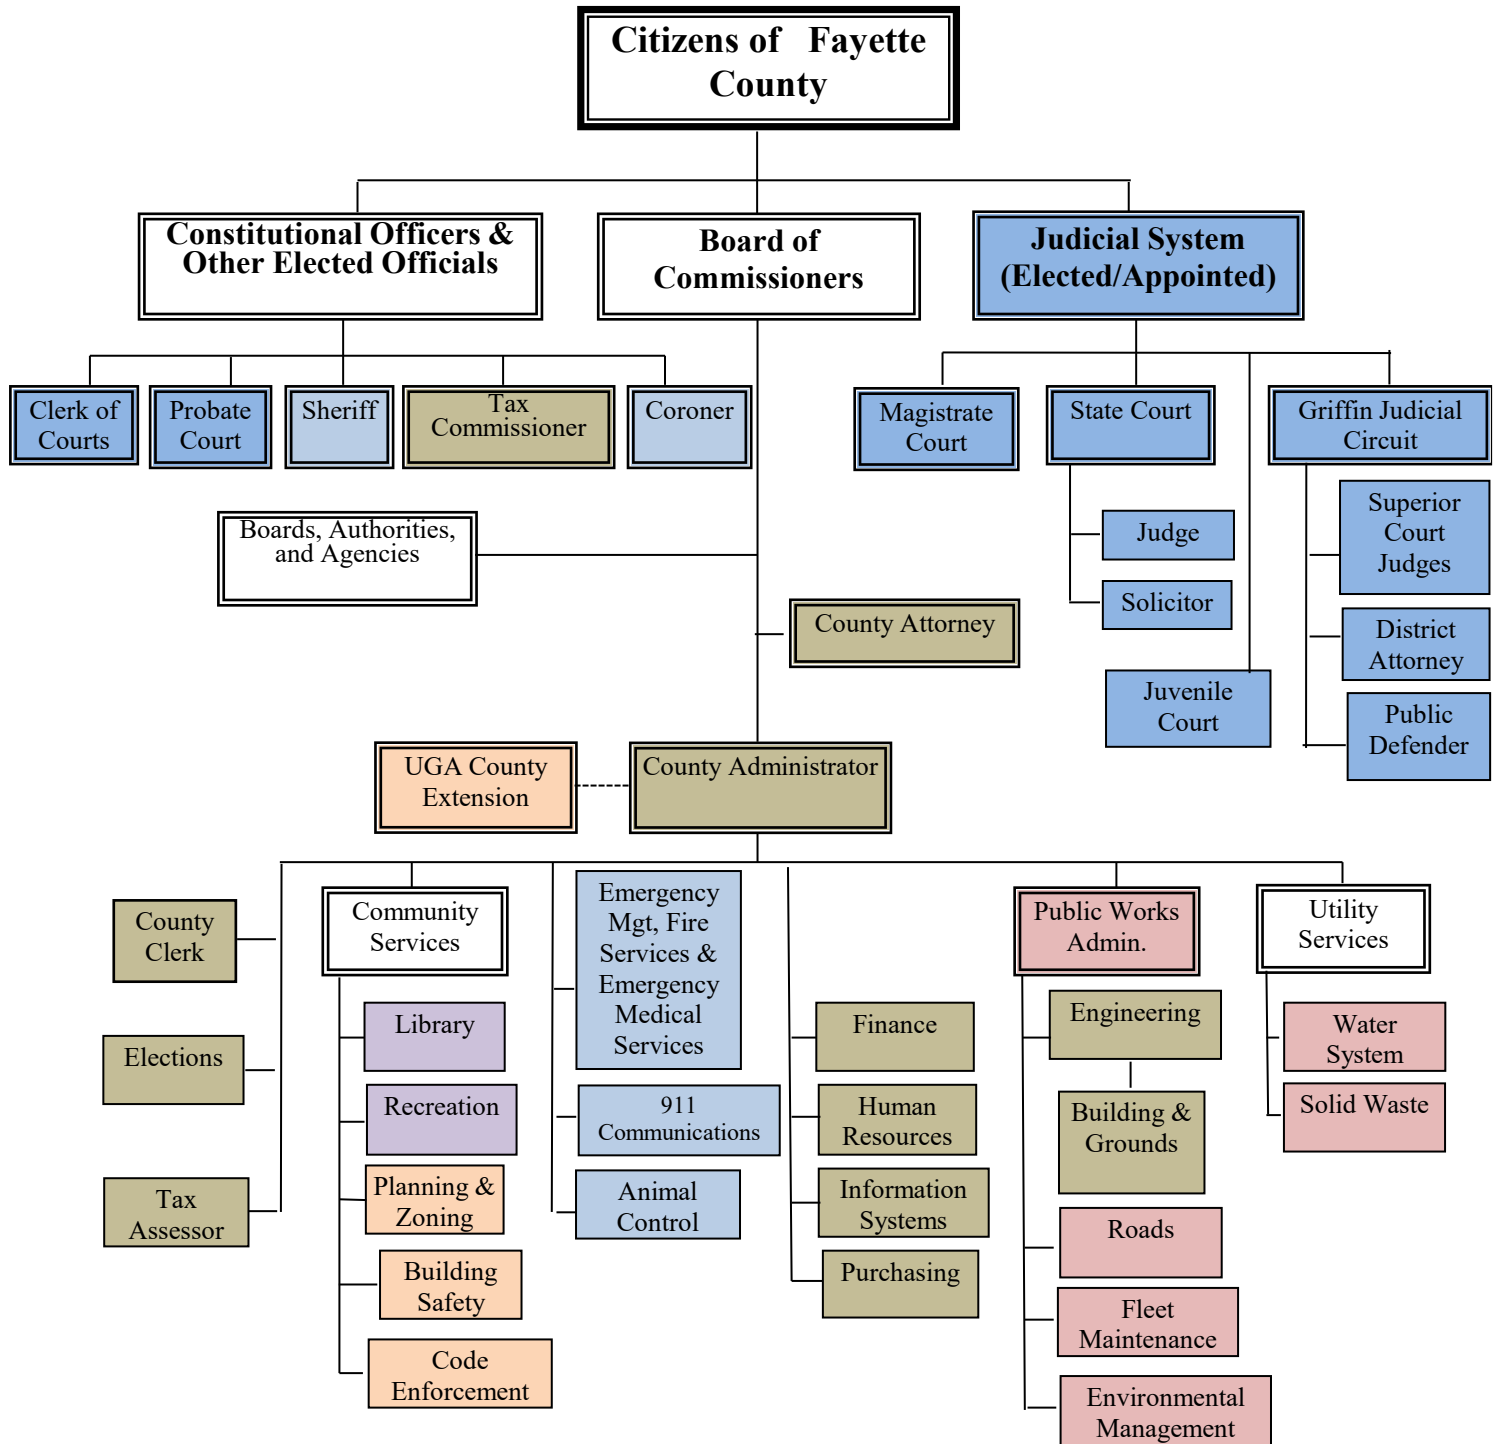 Citizens of Fayette
County
Constitutional Officers &
Other Elected Officials
Board of
Commissioners
Judicial System
(Elected/Appointed)
Clerk of
Courts
Probate
Court
Sheriff
Tax
Commissioner
Coroner
Magistrate
Court
State Court
Griffin Judicial
Circuit
Superior
Court
Judges
Judge
Solicitor
District
Attorney
Juvenile
Court
Public
Defender
Boards, Authorities,
and Agencies
County Attorney
UGA County
Extension
County Administrator
County
Clerk
Elections
Tax
Assessor
Community
Services
Library
Recreation
Planning &
Zoning
Building
Safety
Code
Enforcement
Emergency
Mgt, Fire
Services &
Emergency
Medical
Services
911
Communications
Animal
Control
Finance
Human
Resources
Information
Systems
Purchasing
Public Works
Admin.
Engineering
Building &
Grounds
Roads
Fleet
Maintenance
Environmental
Management
Utility
Services
Water
System
Solid Waste